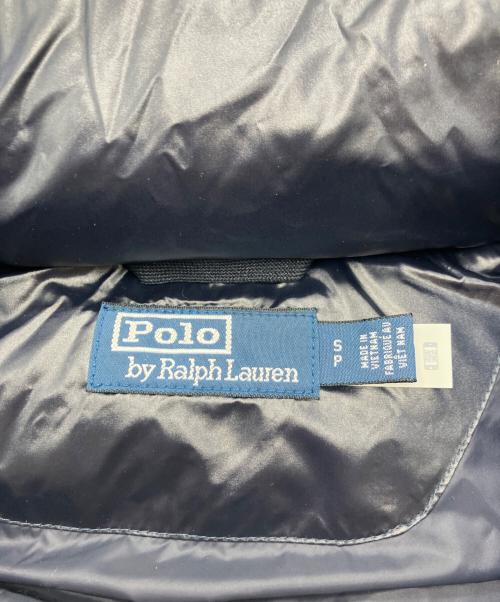 Polo
by Ralph Lauren
S
P
MADE IN
VIETNAM
FABRIQUÉ AU
VIÊT NAM